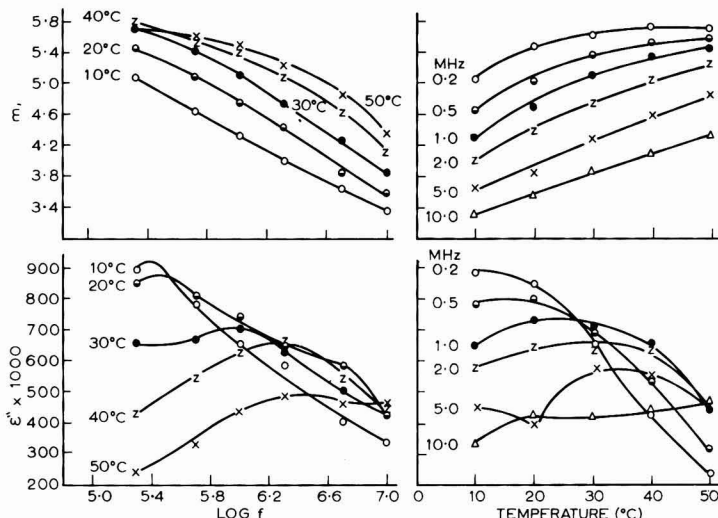 5·8
5·4
5·0
4·6
4·2
3·8
3·4
40°C
20°C
10°C
30°C
50°C
MHz
0·2
0·5
1·0
2·0
5·0
10·0
900
800
700
600
500
400
300
200
ε" × 1000
10°C
20°C
30°C
40°C
50°C
MHz
0·2
0·5
1·0
2·0
5·0
10·0
5·0 5·4 5·8 6·2 6·6 7·0
LOG f
0 10 20 30 40 50
TEMPERATURE (°C)